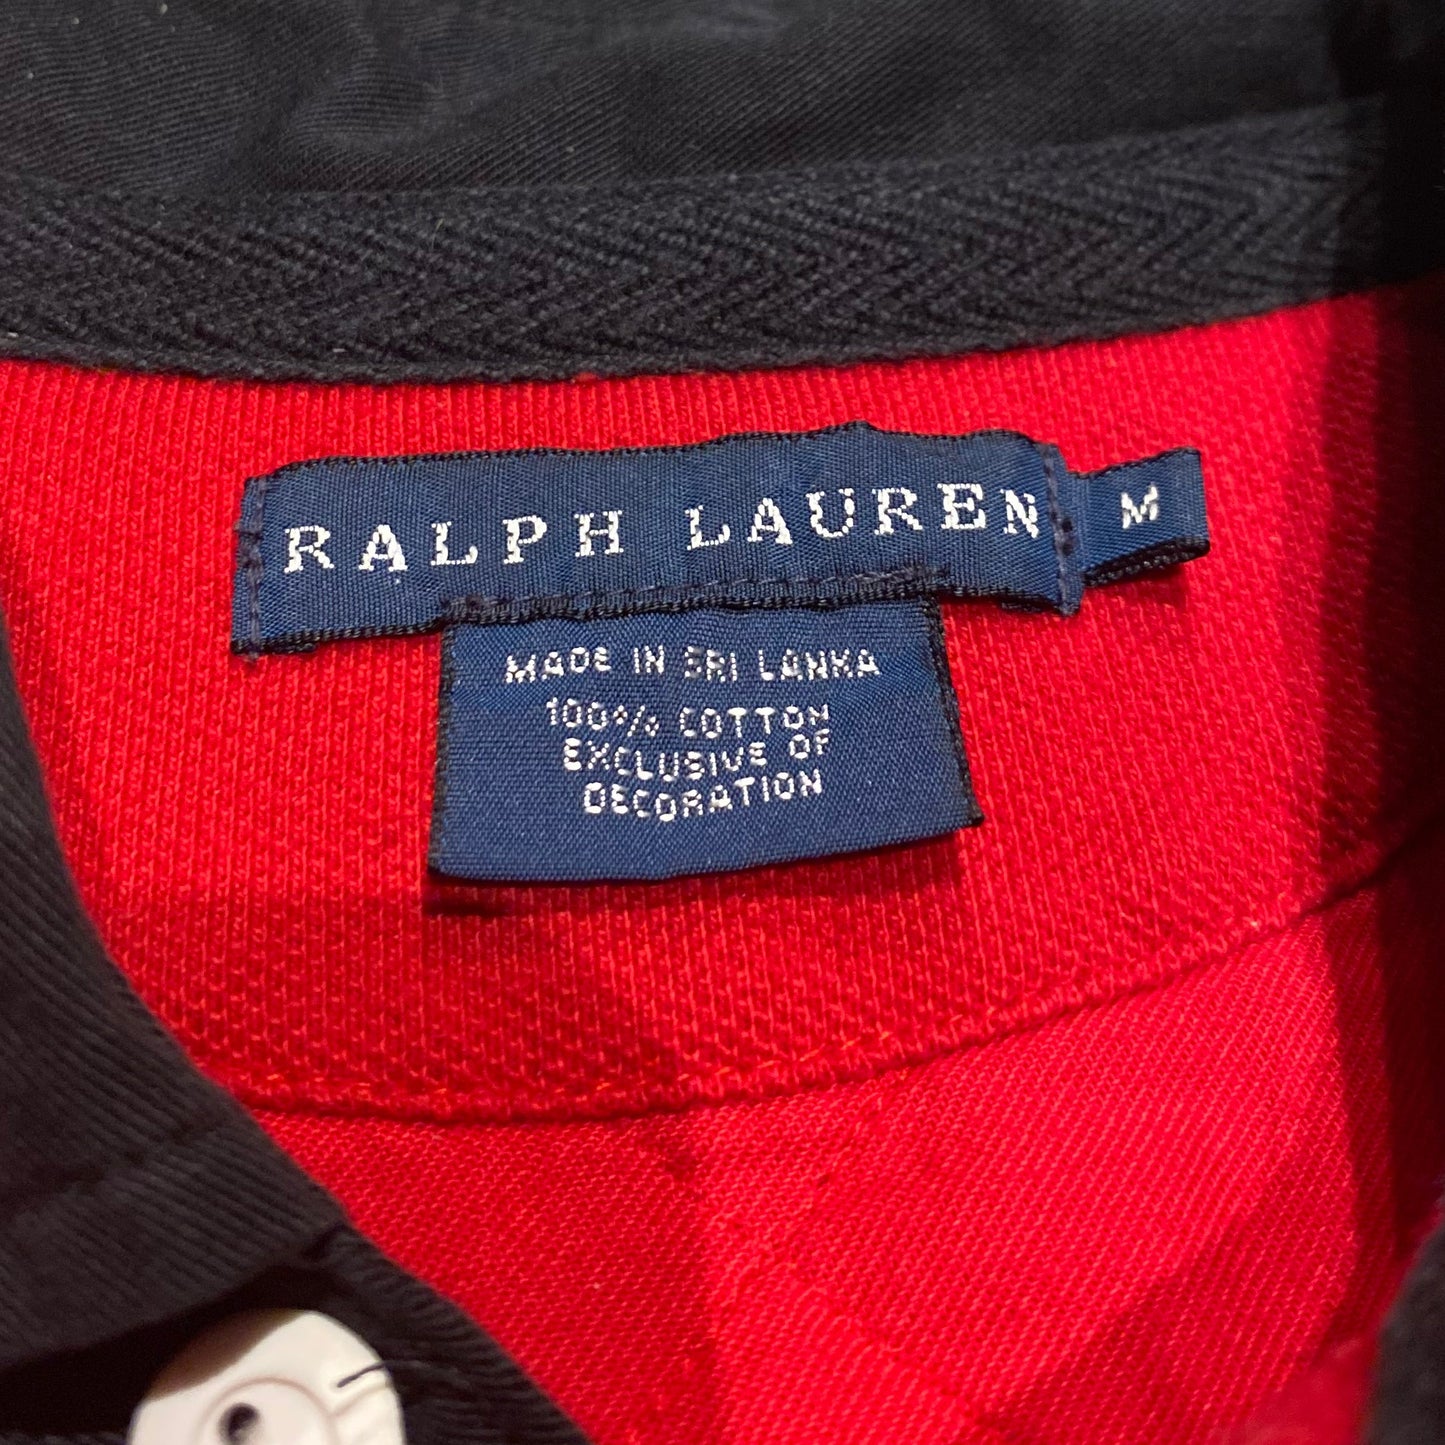 RALPH LAUREN
M
MADE IN SRI LANKA
100% COTTON
EXCLUSIVE OF
DECORATION